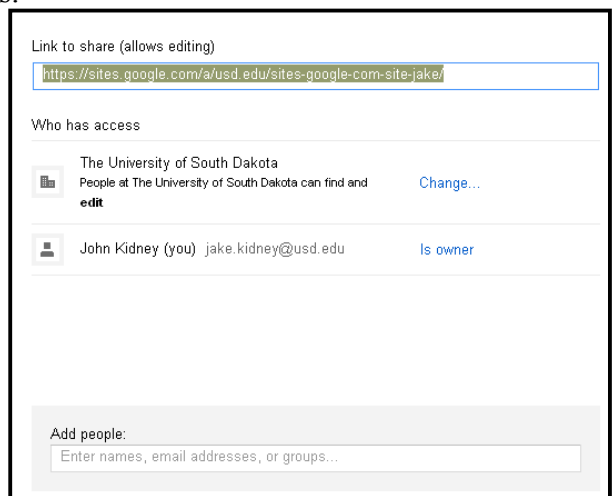 s.
Link to share (allows editing)
https://sites.google.com/a/usd.edu/sites-google-com-site-jake/
Who has access
The University of South Dakota
People at The University of South Dakota can find and
edit
Change...
John Kidney (you) jake.kidney@usd.edu Is owner
Add people:
Enter names, email addresses, or groups...